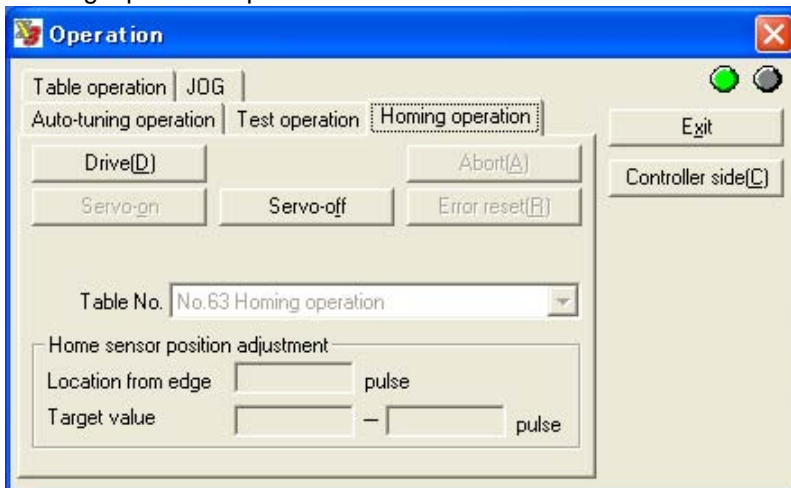 Operation
Table operation JOG
Auto-tuning operation Test operation Homing operation
Exit
Drive(D) Abort(A)
Controller side(C)
Servo-on Servo-off Error reset(R)
Table No. No.63 Homing operation
Home sensor position adjustment
Location from edge pulse
Target value – pulse